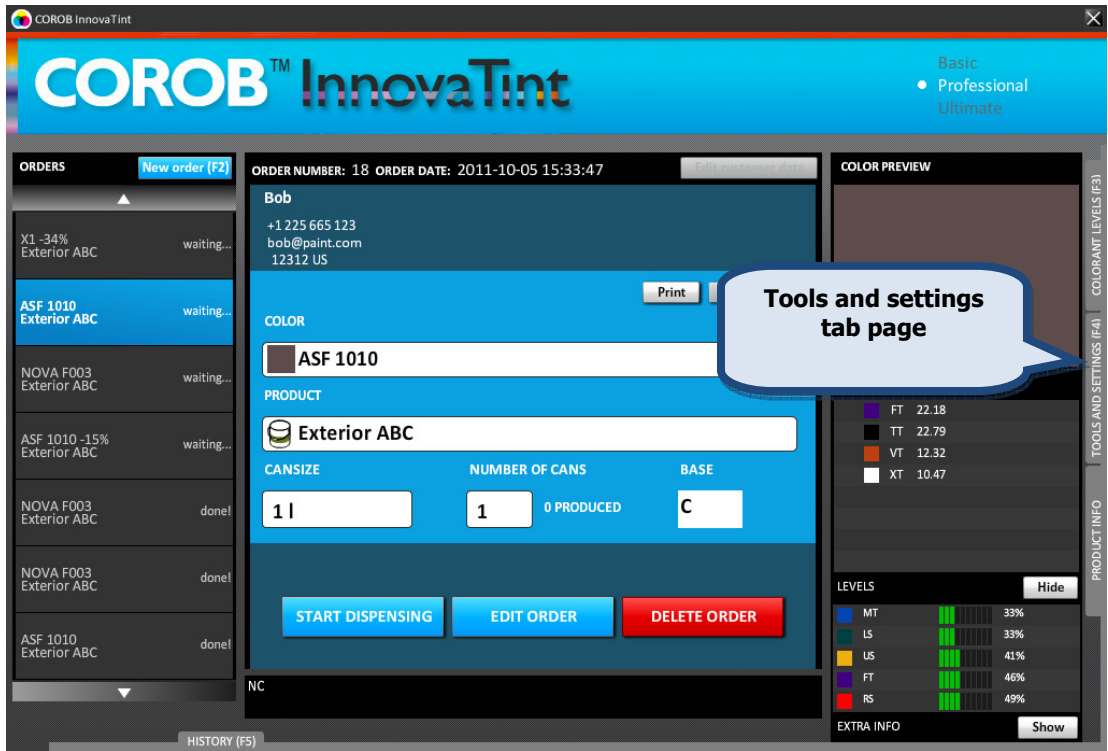 COROB InnovaTint
COROB™ InnovaTint
Basic
Professional
Ultimate
ORDERS
New order (F2)
X1 -34%
Exterior ABC
waiting...
ASF 1010
Exterior ABC
waiting...
NOVA F003
Exterior ABC
waiting...
ASF 1010 -15%
Exterior ABC
waiting...
NOVA F003
Exterior ABC
done!
NOVA F003
Exterior ABC
done!
ASF 1010
Exterior ABC
done!
HISTORY (F5)
ORDER NUMBER: 18 ORDER DATE: 2011-10-05 15:33:47
Edit customer data
Bob
+1 225 665 123
bob@paint.com
12312 US
Print
COLOR
ASF 1010
PRODUCT
Exterior ABC
CANSIZE
NUMBER OF CANS
BASE
1 l
1
0 PRODUCED
C
START DISPENSING
EDIT ORDER
DELETE ORDER
NC
COLOR PREVIEW
Tools and settings
tab page
FT 22.18
TT 22.79
VT 12.32
XT 10.47
LEVELS
Hide
MT 33%
LS 33%
US 41%
FT 46%
RS 49%
EXTRA INFO
Show
COLORANT LEVELS (F3)
TOOLS AND SETTINGS (F4)
PRODUCT INFO